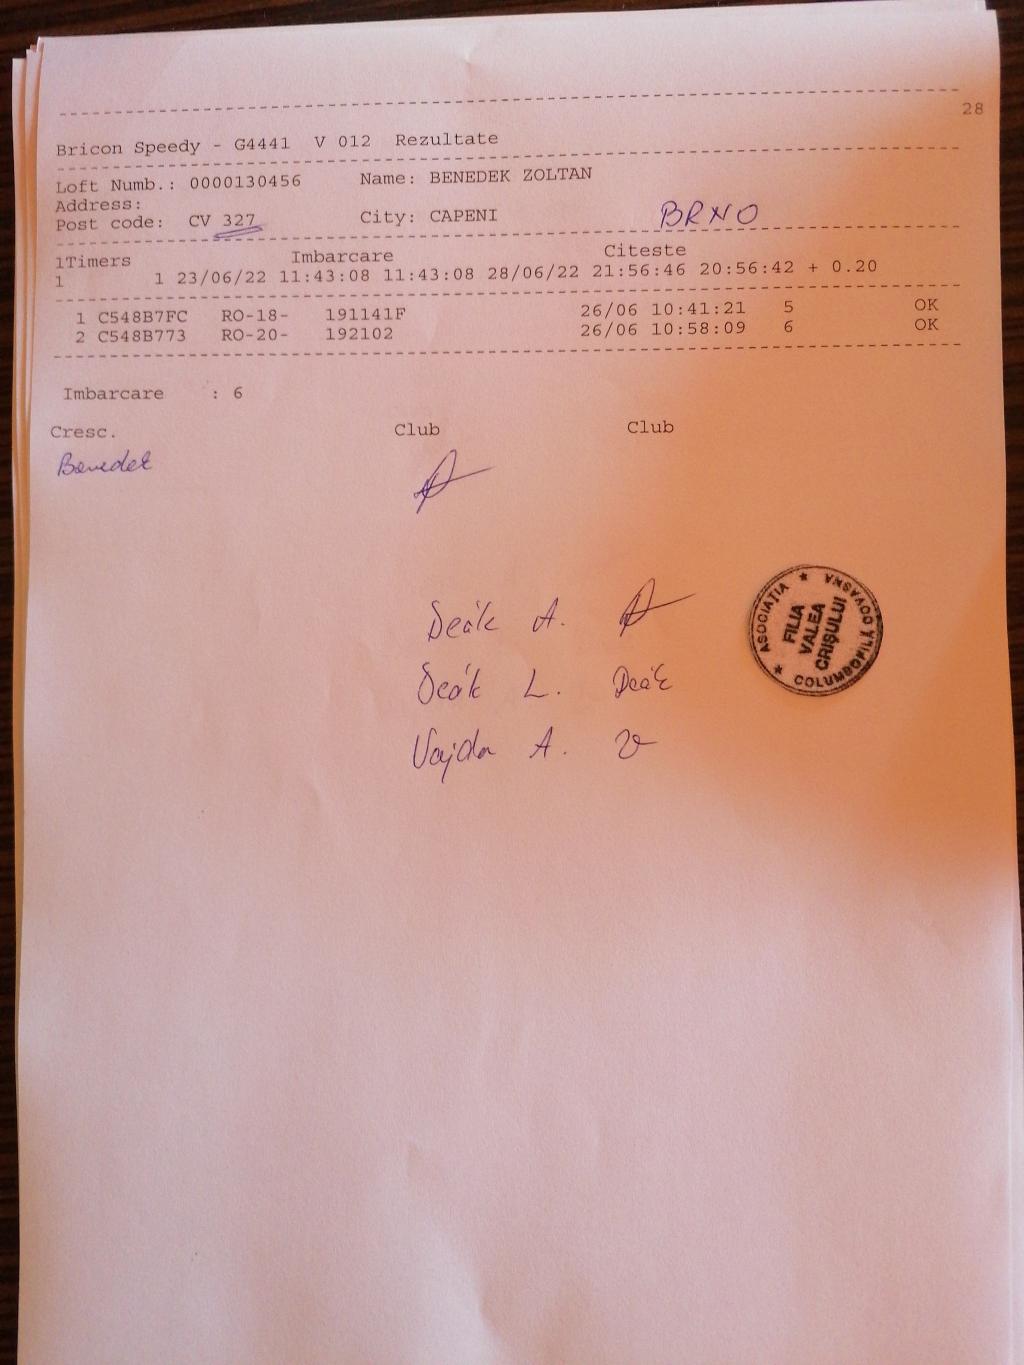 28
Bricon Speedy - G4441 V 012 Rezultate
Loft Numb.: 0000130456 Name: BENEDEK ZOLTAN
Address:
Post code: CV 327 City: CAPENI BRNO
1Timers Imbarcare Citeste
1 1 23/06/22 11:43:08 11:43:08 28/06/22 21:56:46 20:56:42 + 0.20
1 C548B7FC RO-18- 191141F 26/06 10:41:21 5 OK
2 C548B773 RO-20- 192102 26/06 10:58:09 6 OK
Imbarcare : 6
Cresc. Club Club
Benedek
Deák A.
Deák L. Deák
Vajda A.
ASOCIAȚIA COLUMBOFILĂ COVASNA
FILIA
VALEA
CRIȘULUI